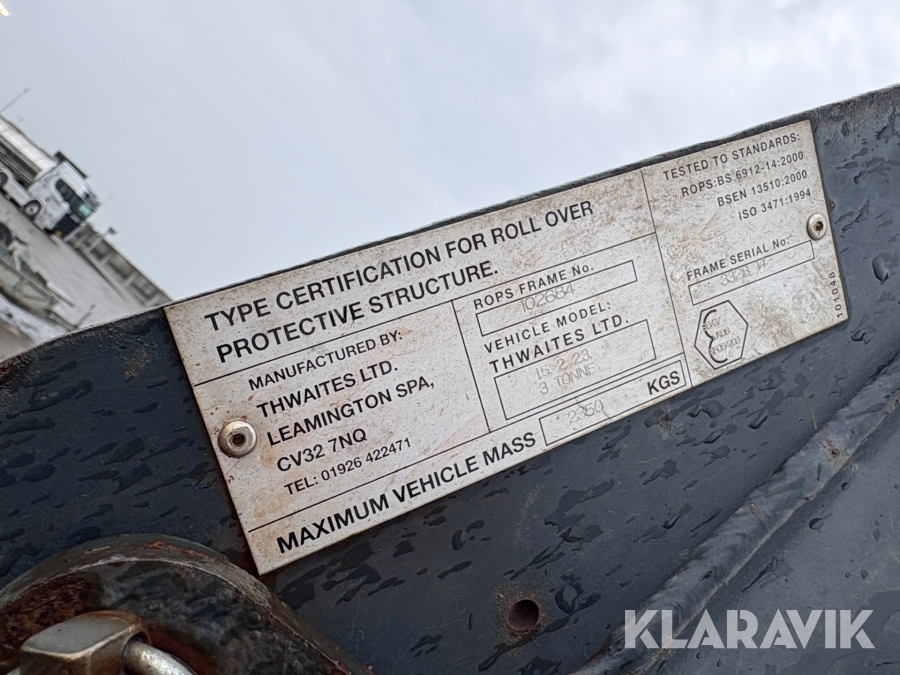 TYPE CERTIFICATION FOR ROLL OVER
PROTECTIVE STRUCTURE.
MANUFACTURED BY:
THWAITES LTD.
LEAMINGTON SPA,
CV32 7NQ
TEL: 01926 422471
ROPS FRAME No.
102684
VEHICLE MODEL:
THWAITES LTD.
15. 2. 23.
3 TONNE
MAXIMUM VEHICLE MASS 2350 KGS
TESTED TO STANDARDS:
ROPS: BS 6912-14:2000
BSEN 13510:2000
ISO 3471:1994
FRAME SERIAL No:
101048
KLARAVIK